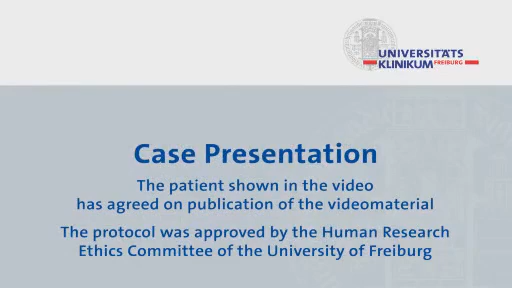 UNIVERSITÄTS
KLINIKUM FREIBURG
Case Presentation
The patient shown in the video
has agreed on publication of the videomaterial
The protocol was approved by the Human Research
Ethics Committee of the University of Freiburg